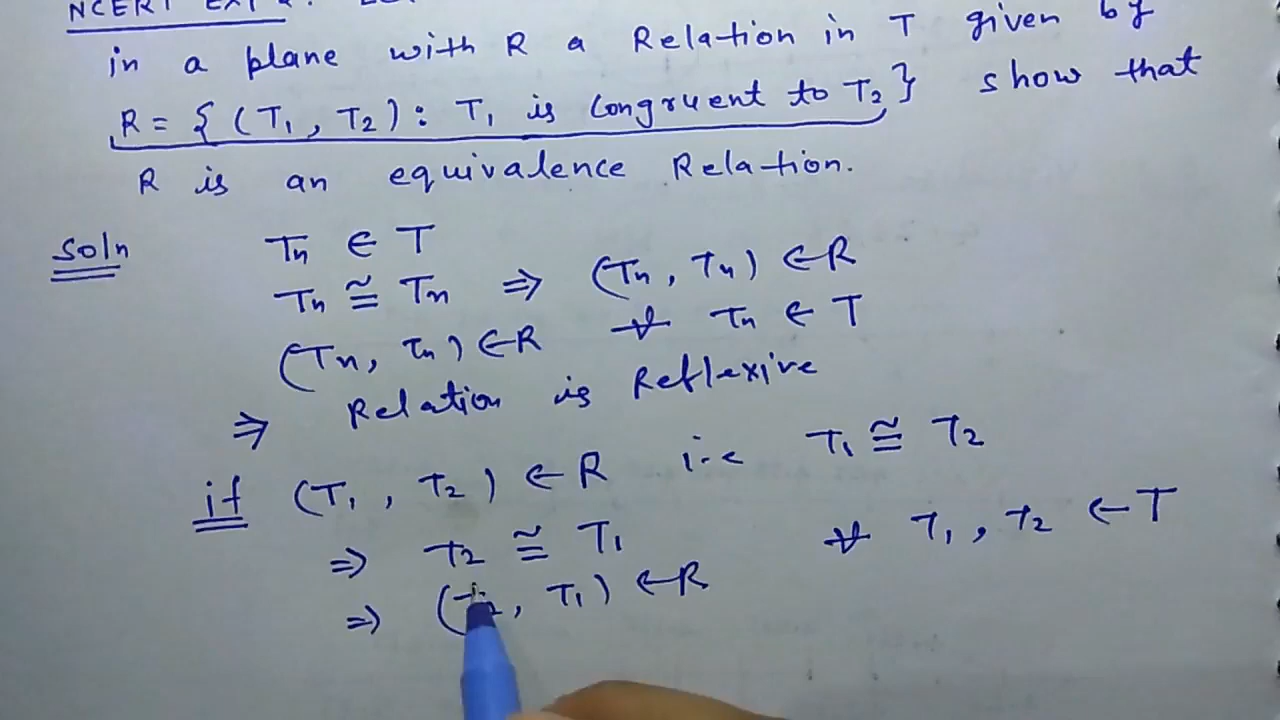 NCERT
in a plane with R a Relation in T given by
R = { (T₁, T₂) : T₁ is Congruent to T₂ } show that
R is an equivalence Relation.
Soln Tn ∈ T
Tn ≅ Tn ⇒ (Tn, Tn) ∈ R
(Tn, Tn) ∈ R ∀ Tn ∈ T
⇒ Relation is Reflexive
if (T₁, T₂) ∈ R i.e T₁ ≅ T₂
⇒ T₂ ≅ T₁ ∀ T₁, T₂ ∈ T
⇒ (T₂, T₁) ∈ R